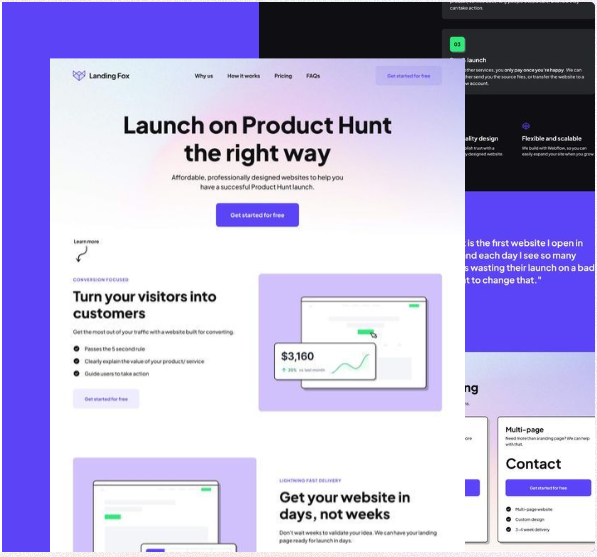 can take action.
03
launch
you only pay once you're happy. We can
send you the source files, or transfer the website to a
account.
Landing Fox
Why us
How it works
Pricing
FAQs
Get started for free
Launch on Product Hunt
the right way
Affordable, professionally designed websites to help you
have a succesful Product Hunt launch.
Get started for free
Learn more
CONVERSION FOCUSED
Turn your visitors into
customers
Get the most out of your traffic with a website built for converting.
Passes the 5 second rule
Clearly explain the value of your product/ service
Guide users to take action
Get started for free
$3,160
to last month
LIGHTNING FAST DELIVERY
Get your website in
days, not weeks
Don't wait weeks to validate your idea. We can have your landing
page ready for launch in days.
ality design
trust with a
designed website.
Flexible and scalable
We build with Webflow, so you can
easily expand your site when you grow.
is the first website I open in
nd each day I see so many
s wasting their launch on a bad
t to change that."
ng
Multi-page
Need more than a landing page? We can help
with that.
Contact
Get started for free
Multi-page website
Custom design
2-4 week delivery